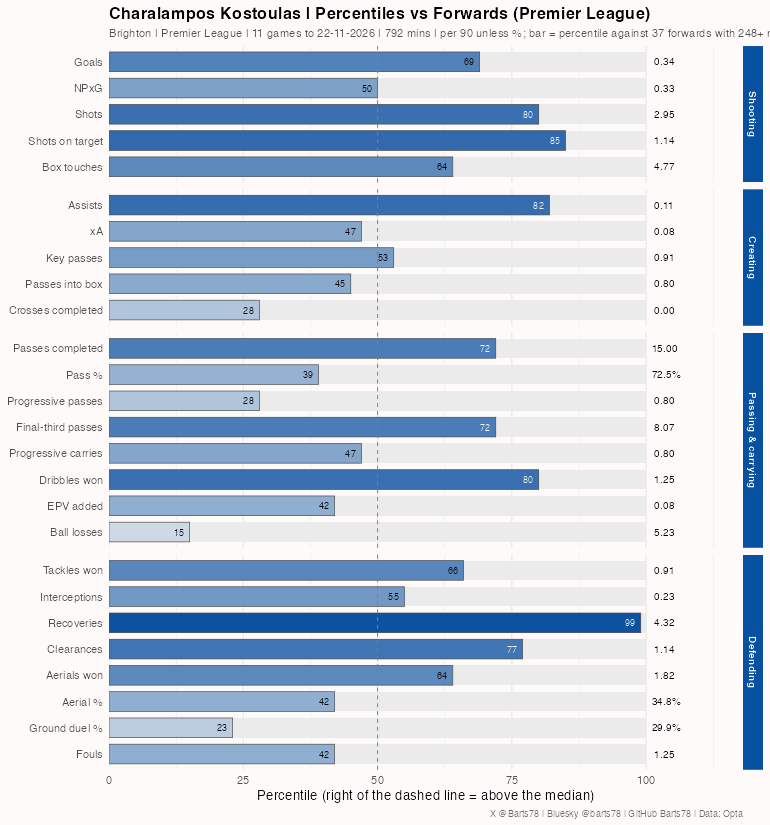 Charalampos Kostoulas | Percentiles vs Forwards (Premier League)
Brighton | Premier League | 11 games to 22-11-2026 | 792 mins | per 90 unless %; bar = percentile against 37 forwards with 248+
Shooting
Goals 69 0.34
NPxG 50 0.33
Shots 80 2.95
Shots on target 85 1.14
Box touches 64 4.77
Creating
Assists 82 0.11
xA 47 0.08
Key passes 53 0.91
Passes into box 45 0.80
Crosses completed 28 0.00
Passing & carrying
Passes completed 72 15.00
Pass % 39 72.5%
Progressive passes 28 0.80
Final-third passes 72 8.07
Progressive carries 47 0.80
Dribbles won 80 1.25
EPV added 42 0.08
Ball losses 15 5.23
Defending
Tackles won 66 0.91
Interceptions 55 0.23
Recoveries 99 4.32
Clearances 77 1.14
Aerials won 64 1.82
Aerial % 42 34.8%
Ground duel % 23 29.9%
Fouls 42 1.25
0 25 50 75 100
Percentile (right of the dashed line = above the median)
X @Barts78 | Bluesky @barts78 | GitHub Barts78 | Data: Opta